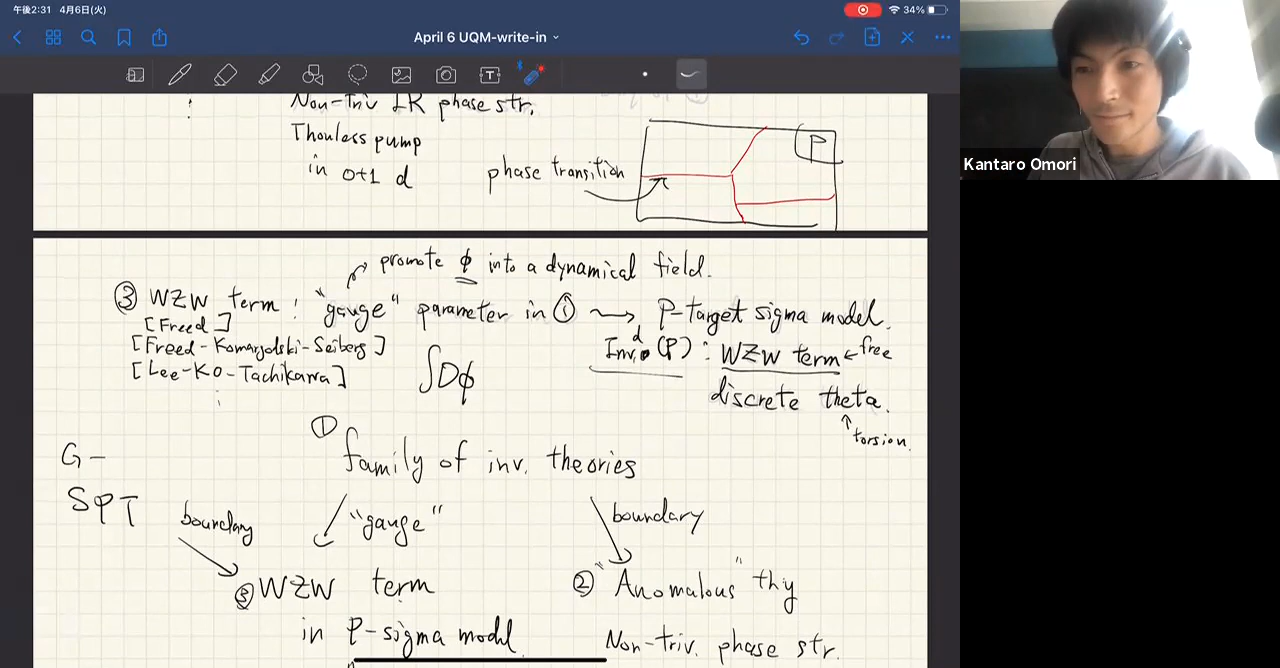 午後2:31 4月6日(火)
34%
April 6 UQM-write-in
Kantaro Omori
Non-Triv IR phase str.
Thouless pump
in 0+1 d
phase transition
P
promote ϕ into a dynamical field.
③ WZW term : "gauge" parameter in ① ⇝ P-target sigma model.
[Freed]
[Freed-Komargodski-Seiberg]
[Lee-Ko-Tachikawa]
∫Dϕ
(P) : WZW term ← free
discrete theta.
↑ torsion.
①
family of inv. theories
G-
SPT
boundary
"gauge"
boundary
③ WZW term
in P-sigma model
② "Anomalous" thy
Non-triv. phase str.